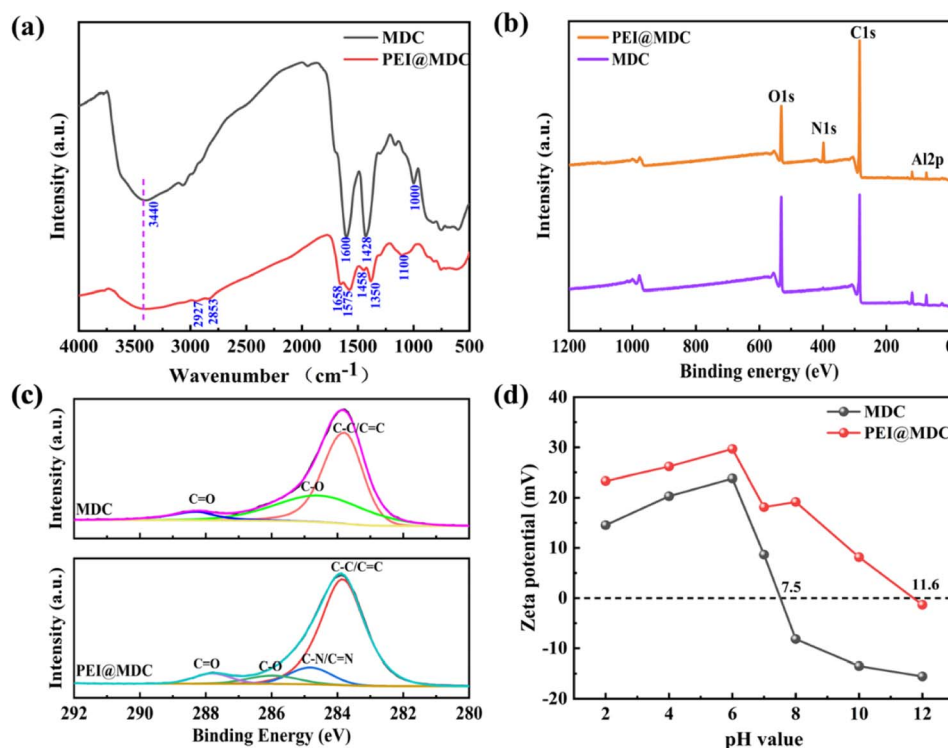 (a)
MDC
PEI@MDC
Intensity (a.u.)
3440
2927
2853
1658
1600
1575
1458
1428
1350
1100
1000
4000 3500 3000 2500 2000 1500 1000 500
Wavenumber （cm-1）
(b)
PEI@MDC
MDC
C1s
O1s
N1s
Al2p
Intensity (a.u.)
1200 1000 800 600 400 200 0
Binding energy (eV)
(c)
Intensity (a.u.)
C-C/C=C
C-O
C=O
MDC
Intensity (a.u.)
C-C/C=C
C=O
C-O
C-N/C=N
PEI@MDC
292 290 288 286 284 282 280
Binding Energy (eV)
(d)
MDC
PEI@MDC
Zeta potential (mV)
40
30
20
10
0
-10
-20
7.5
11.6
2 4 6 8 10 12
pH value